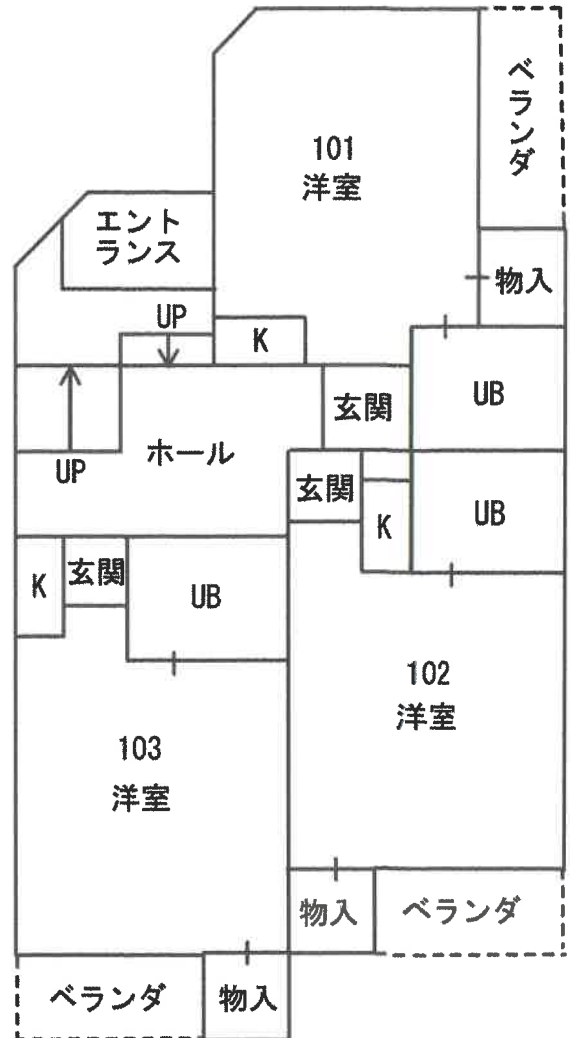 ベランダ
101
洋室
エント
ランス
物入
UP
K
玄関
UB
ホール
UP
玄関
K
UB
K
玄関
UB
102
洋室
103
洋室
物入
ベランダ
ベランダ
物入